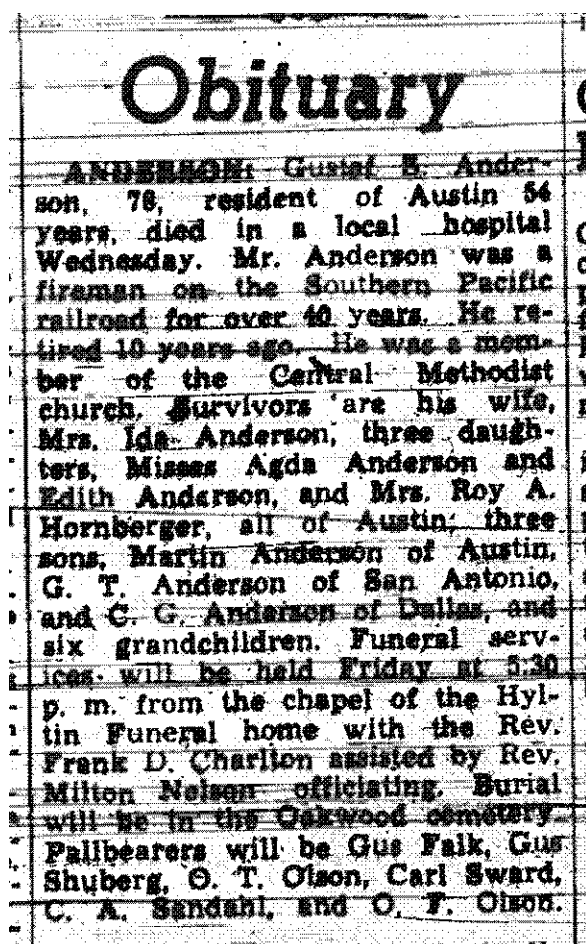 Obituary
ANDERSON: Gustaf E. Ander-
son, 78, resident of Austin 54
years, died in a local hospital
Wednesday. Mr. Anderson was a
fireman on the Southern Pacific
railroad for over 40 years. He re-
tired 10 years ago. He was a mem-
ber of the Central Methodist
church. Survivors are his wife,
Mrs. Ida Anderson, three daugh-
ters, Misses Agda Anderson and
Edith Anderson, and Mrs. Roy A.
Hornberger, all of Austin; three
sons, Martin Anderson of Austin,
G. T. Anderson of San Antonio,
and C. G. Anderson of Dallas, and
six grandchildren. Funeral serv-
ices will be held Friday at 5:30
p. m. from the chapel of the Hyl-
tin Funeral home with the Rev.
Frank D. Charlton assisted by Rev.
Milton Nelson officiating. Burial
will be in the Oakwood cemetery.
Pallbearers will be Gus Falk, Gus
Shuberg, O. T. Olson, Carl Sward,
C. A. Sandahl, and O. F. Olson.